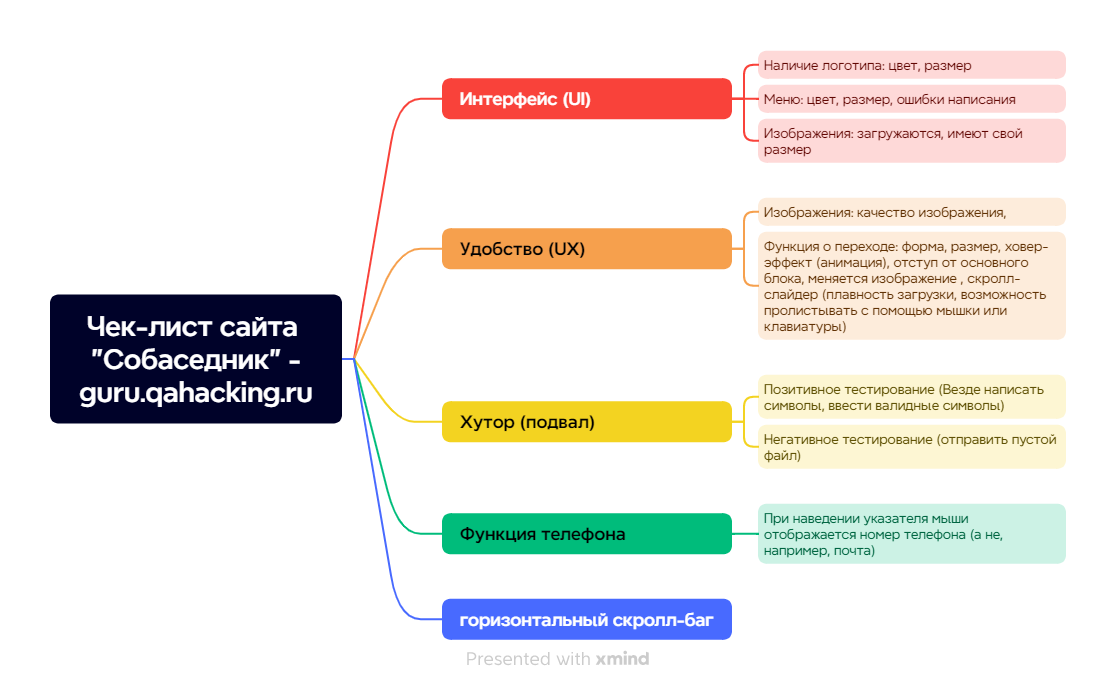 Чек-лист сайта
"Собаседник" -
guru.qahacking.ru
Интерфейс (UI)
Наличие логотипа: цвет, размер
Меню: цвет, размер, ошибки написания
Изображения: загружаются, имеют свой
размер
Удобство (UX)
Изображения: качество изображения,
Функция о переходе: форма, размер, ховер-
эффект (анимация), отступ от основного
блока, меняется изображение , скролл-
слайдер (плавность загрузки, возможность
пролистывать с помощью мышки или
клавиатуры)
Хутор (подвал)
Позитивное тестирование (Везде написать
символы, ввести валидные символы)
Негативное тестирование (отправить пустой
файл)
Функция телефона
При наведении указателя мыши
отображается номер телефона (а не,
например, почта)
горизонтальный скролл-баг
Presented with xmind